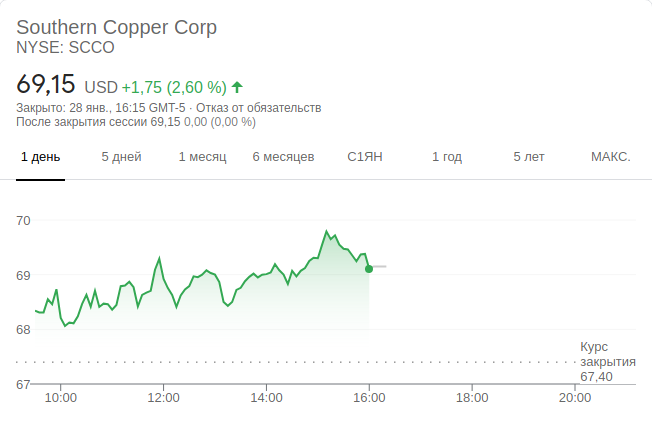 Southern Copper Corp
NYSE: SCCO
69,15 USD +1,75 (2,60 %)
Закрыто: 28 янв., 16:15 GMT-5 · Отказ от обязательств
После закрытия сессии 69,15 0,00 (0,00 %)
1 день 5 дней 1 месяц 6 месяцев С1ЯН 1 год 5 лет МАКС.
70
69
68
Курс
закрытия
67,40
67
10:00 12:00 14:00 16:00 18:00 20:00